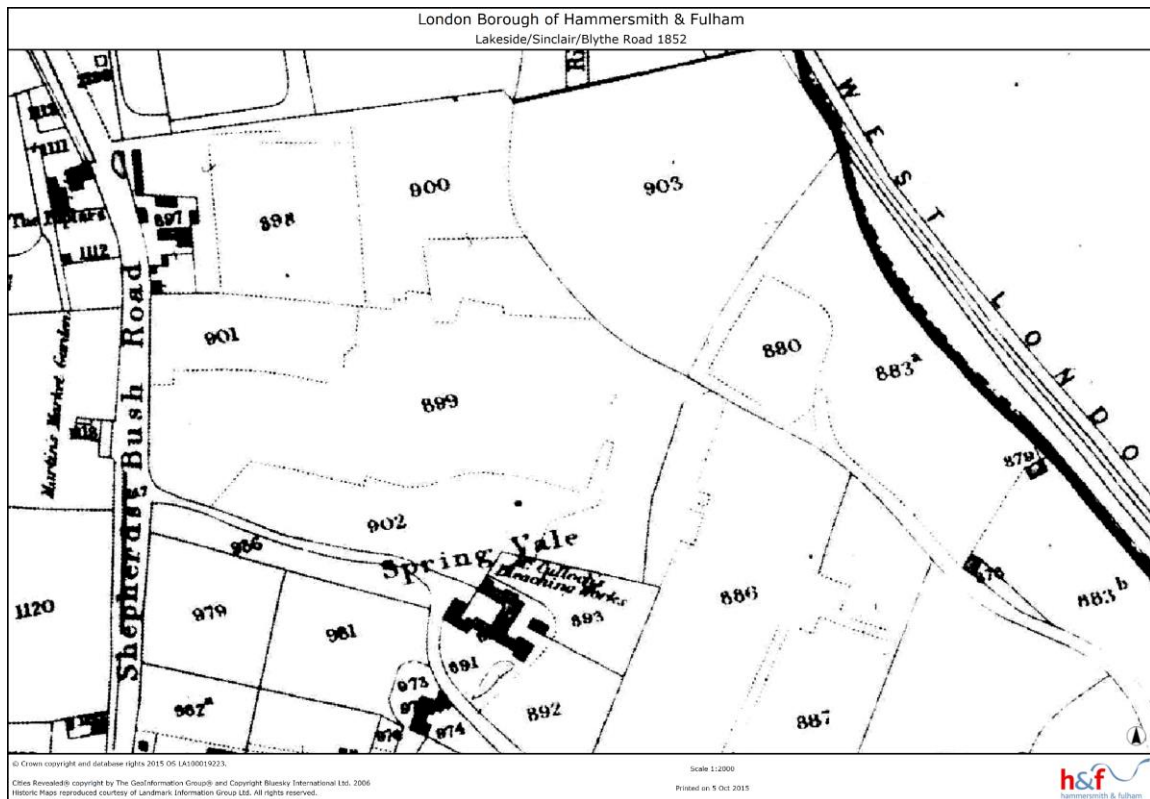 London Borough of Hammersmith & Fulham
Lakeside/Sinclair/Blythe Road 1852
WEST LONDO
1111
The
897
898
900
903
1112
Shepherds Bush Road
901
880
883a
Martin's Market Garden
899
879
902
986
Spring Vale
Bleaching Works
1120
979
981
893
886
883b
891
973
892
974
887
982a
© Crown copyright and database rights 2015 OS LA100019223.
Cities Revealed® copyright by The GeoInformation Group® and Copyright Bluesky International Ltd. 2006
Historic Maps reproduced courtesy of Landmark Information Group Ltd. All rights reserved.
Scale 1:2000
Printed on 5 Oct 2015
h&f
hammersmith & fulham